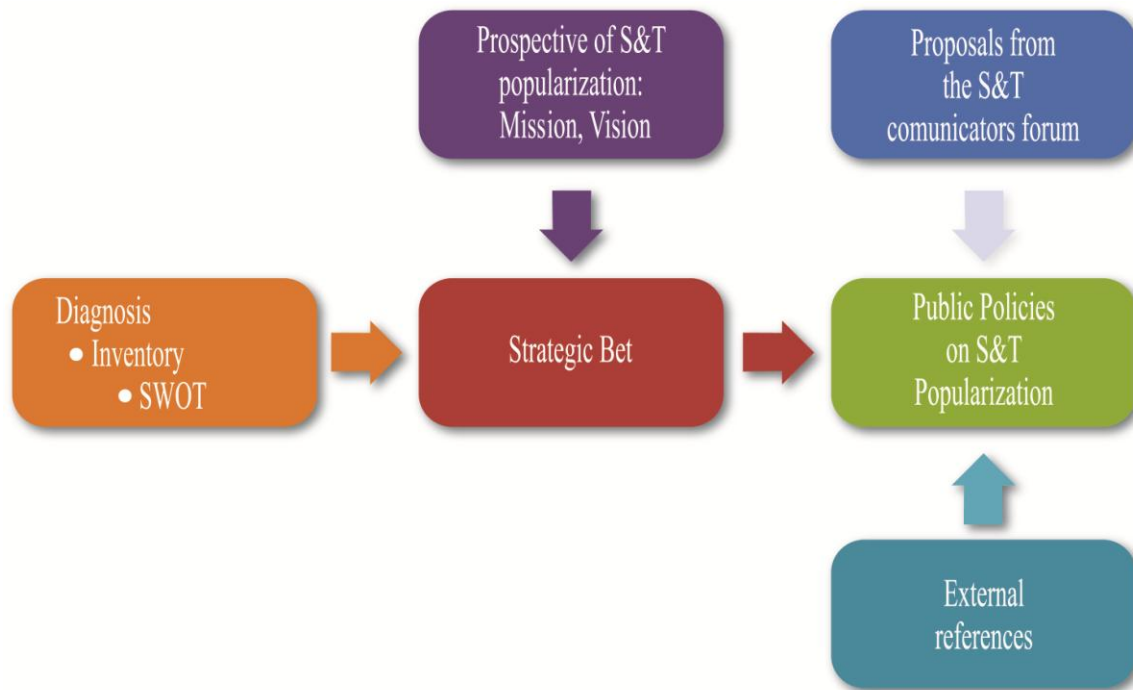 Prospective of S&T
popularization:
Mission, Vision
Proposals from
the S&T
comunicators forum
Diagnosis
• Inventory
• SWOT
Strategic Bet
Public Policies
on S&T
Popularization
External
references